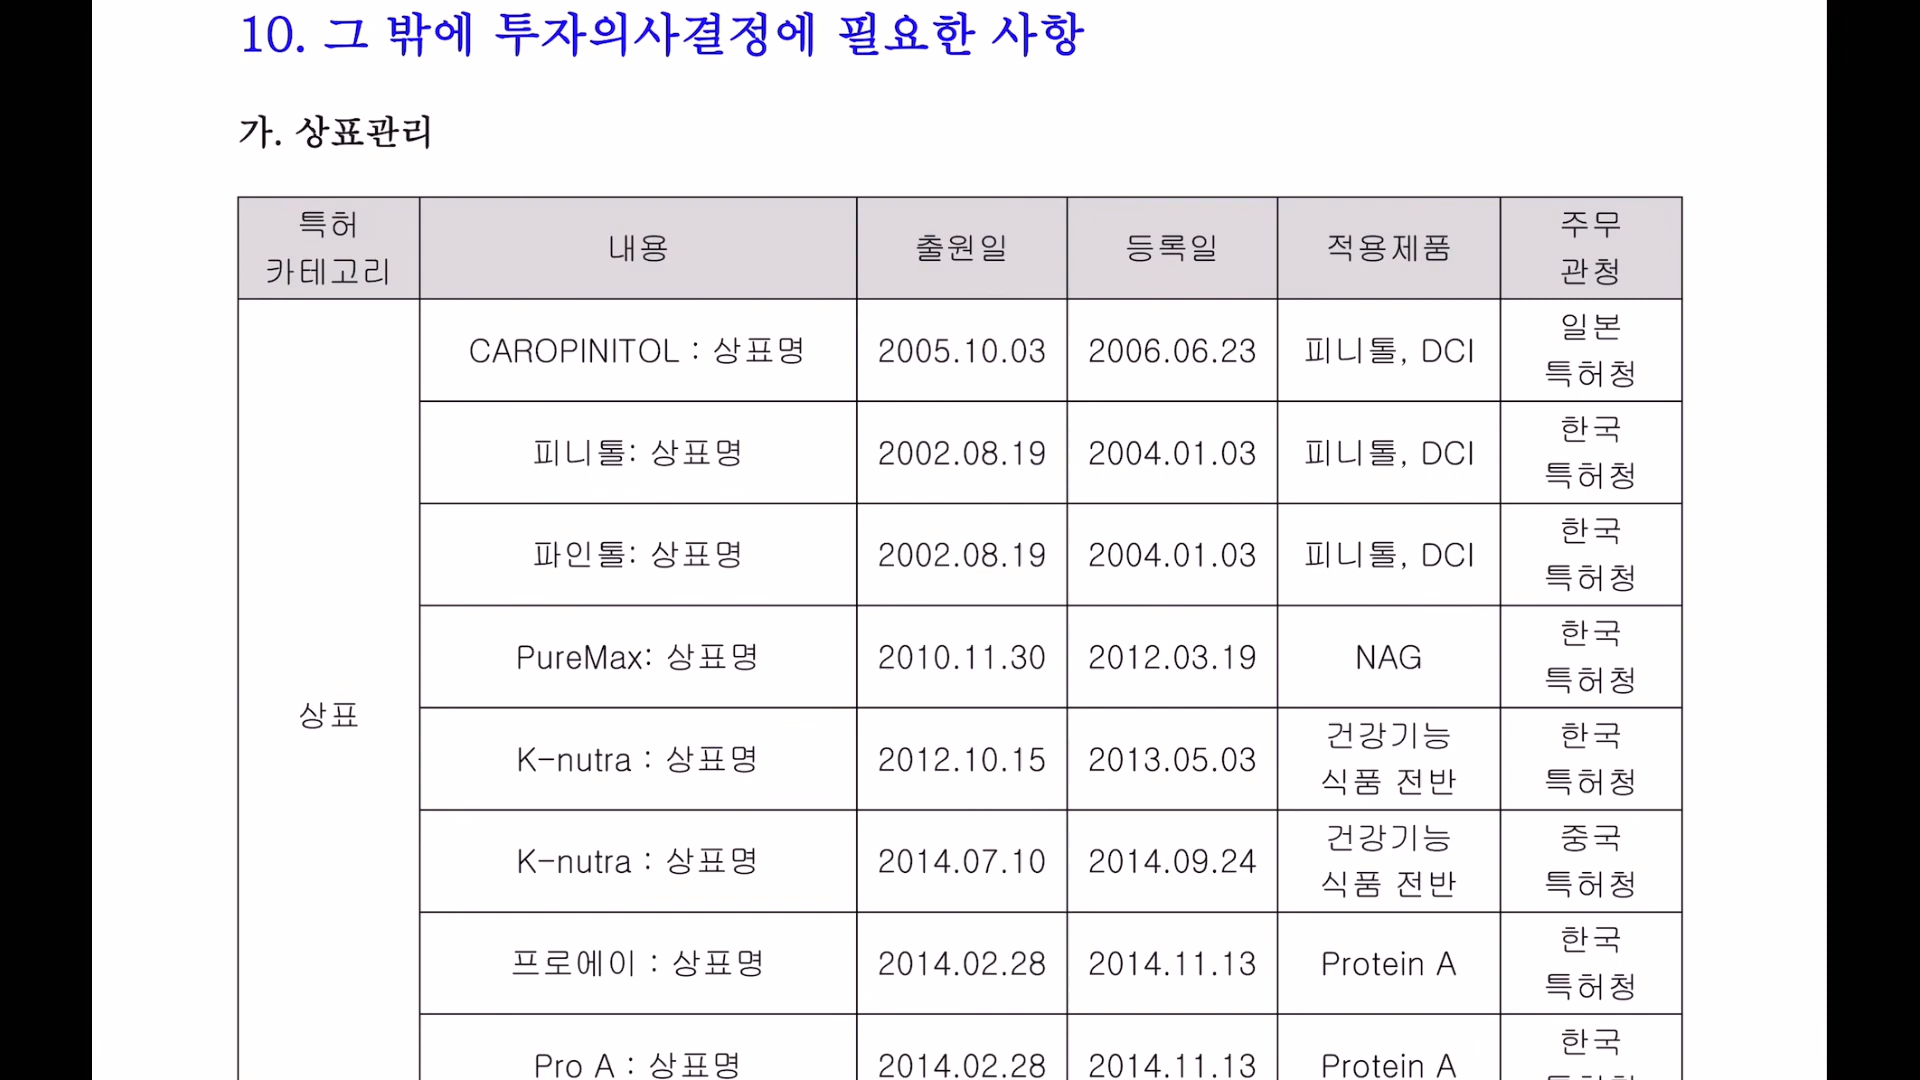 10. 그 밖에 투자의사결정에 필요한 사항
가. 상표관리
특허
카테고리
내용
출원일
등록일
적용제품
주무
관청
상표
CAROPINITOL : 상표명
2005.10.03
2006.06.23
피니톨, DCI
일본
특허청
피니톨: 상표명
2002.08.19
2004.01.03
피니톨, DCI
한국
특허청
파인톨: 상표명
2002.08.19
2004.01.03
피니톨, DCI
한국
특허청
PureMax: 상표명
2010.11.30
2012.03.19
NAG
한국
특허청
K-nutra : 상표명
2012.10.15
2013.05.03
건강기능
식품 전반
한국
특허청
K-nutra : 상표명
2014.07.10
2014.09.24
건강기능
식품 전반
중국
특허청
프로에이 : 상표명
2014.02.28
2014.11.13
Protein A
한국
특허청
Pro A : 상표명
2014.02.28
2014.11.13
Protein A
한국